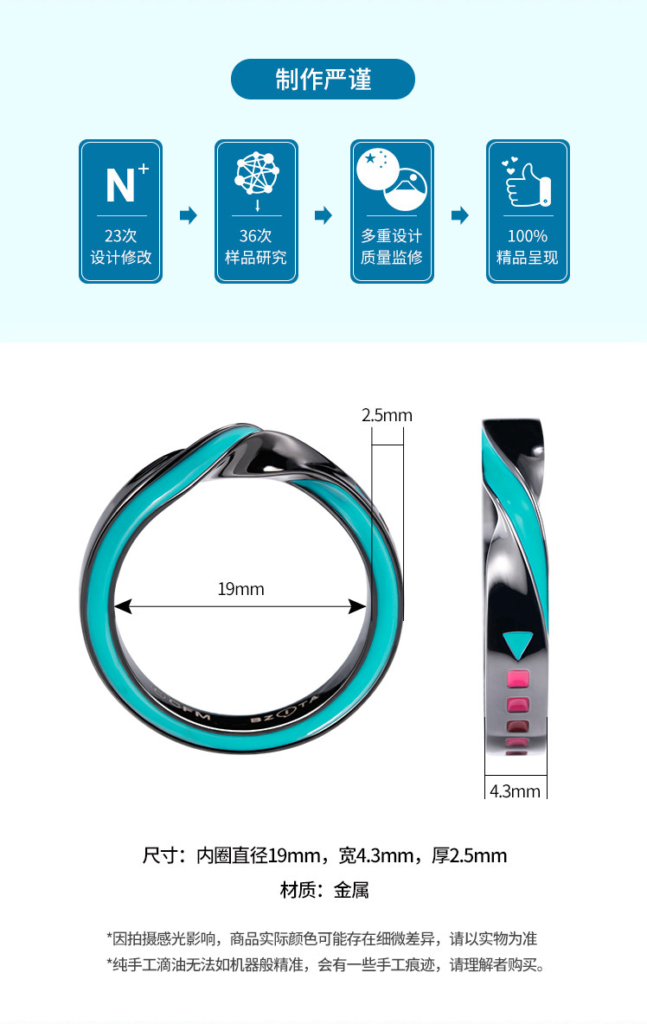 制作严谨
N+
23次
设计修改
36次
样品研究
多重设计
质量监修
100%
精品呈现
2.5mm
19mm
CFM
BZ
TA
4.3mm
尺寸：内圈直径19mm，宽4.3mm，厚2.5mm
材质：金属
*因拍摄感光影响，商品实际颜色可能存在细微差异，请以实物为准
*纯手工滴油无法如机器般精准，会有一些手工痕迹，请理解者购买。